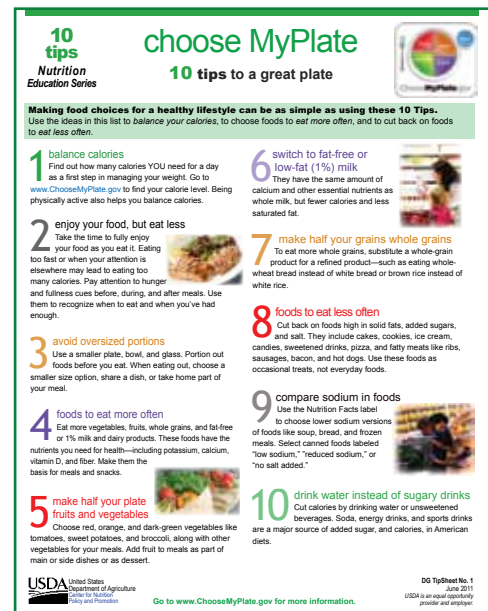 10
tips
Nutrition
Education Series
choose MyPlate
10 tips to a great plate
ChooseMyPlate.gov
Making food choices for a healthy lifestyle can be as simple as using these 10 Tips.
Use the ideas in this list to balance your calories, to choose foods to eat more often, and to cut back on foods
to eat less often.
1 balance calories
Find out how many calories YOU need for a day
as a first step in managing your weight. Go to
www.ChooseMyPlate.gov to find your calorie level. Being
physically active also helps you balance calories.
2 enjoy your food, but eat less
Take the time to fully enjoy
your food as you eat it. Eating
too fast or when your attention is
elsewhere may lead to eating too
many calories. Pay attention to hunger
and fullness cues before, during, and after meals. Use
them to recognize when to eat and when you've had
enough.
3 avoid oversized portions
Use a smaller plate, bowl, and glass. Portion out
foods before you eat. When eating out, choose a
smaller size option, share a dish, or take home part of
your meal.
4 foods to eat more often
Eat more vegetables, fruits, whole grains, and fat-free
or 1% milk and dairy products. These foods have the
nutrients you need for health—including potassium, calcium,
vitamin D, and fiber. Make them the
basis for meals and snacks.
5 make half your plate
fruits and vegetables
Choose red, orange, and dark-green vegetables like
tomatoes, sweet potatoes, and broccoli, along with other
vegetables for your meals. Add fruit to meals as part of
main or side dishes or as dessert.
6 switch to fat-free or
low-fat (1%) milk
They have the same amount of
calcium and other essential nutrients as
whole milk, but fewer calories and less
saturated fat.
7 make half your grains whole grains
To eat more whole grains, substitute a whole-grain
product for a refined product—such as eating whole-
wheat bread instead of white bread or brown rice instead of
white rice.
8 foods to eat less often
Cut back on foods high in solid fats, added sugars,
and salt. They include cakes, cookies, ice cream,
candies, sweetened drinks, pizza, and fatty meats like ribs,
sausages, bacon, and hot dogs. Use these foods as
occasional treats, not everyday foods.
9 compare sodium in foods
Use the Nutrition Facts label
to choose lower sodium versions
of foods like soup, bread, and frozen
meals. Select canned foods labeled
"low sodium," "reduced sodium," or
"no salt added."
10 drink water instead of sugary drinks
Cut calories by drinking water or unsweetened
beverages. Soda, energy drinks, and sports drinks
are a major source of added sugar, and calories, in American
diets.
USDA
United States
Department of Agriculture
Center for Nutrition
Policy and Promotion
Go to www.ChooseMyPlate.gov for more information.
DG TipSheet No. 1
June 2011
USDA is an equal opportunity
provider and employer.